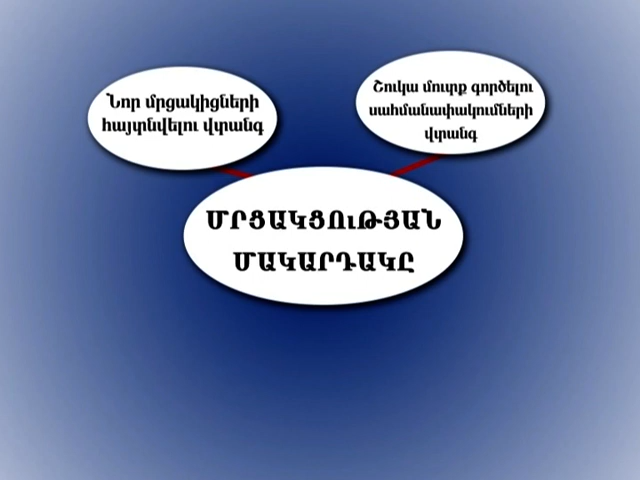 Նոր մրցակիցների
հայտնվելու վտանգ
Շուկա մուտք գործելու
սահմանափակումների
վտանգ
ՄՐՑԱԿՑՈւԹՅԱՆ
ՄԱԿԱՐԴԱԿԸ